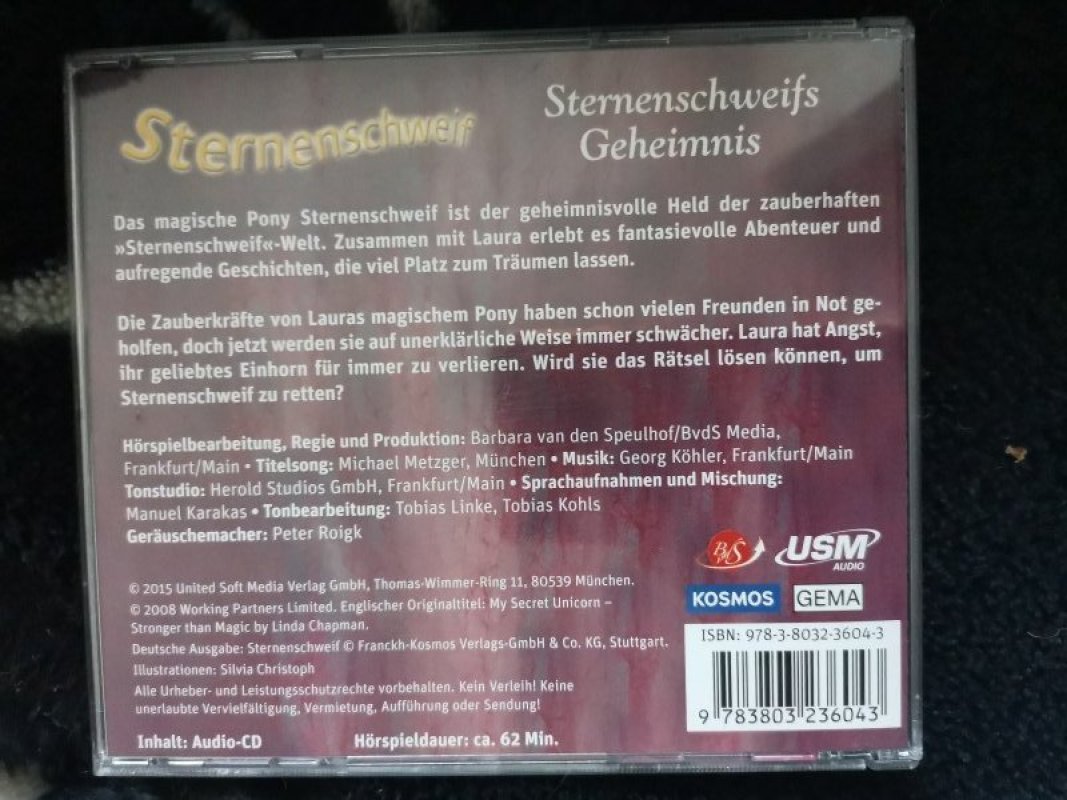 Sternenschweif
Sternenschweifs
Geheimnis
Das magische Pony Sternenschweif ist der geheimnisvolle Held der zauberhaften
»Sternenschweif«-Welt. Zusammen mit Laura erlebt es fantasievolle Abenteuer und
aufregende Geschichten, die viel Platz zum Träumen lassen.
Die Zauberkräfte von Lauras magischem Pony haben schon vielen Freunden in Not ge-
holfen, doch jetzt werden sie auf unerklärliche Weise immer schwächer. Laura hat Angst,
ihr geliebtes Einhorn für immer zu verlieren. Wird sie das Rätsel lösen können, um
Sternenschweif zu retten?
Hörspielbearbeitung, Regie und Produktion: Barbara van den Speulhof/BvdS Media,
Frankfurt/Main • Titelsong: Michael Metzger, München • Musik: Georg Köhler, Frankfurt/Main
Tonstudio: Herold Studios GmbH, Frankfurt/Main • Sprachaufnahmen und Mischung:
Manuel Karakas • Tonbearbeitung: Tobias Linke, Tobias Kohls
Geräuschemacher: Peter Roigk
BvdS
USM
AUDIO
© 2015 United Soft Media Verlag GmbH, Thomas-Wimmer-Ring 11, 80539 München.
© 2008 Working Partners Limited. Englischer Originaltitel: My Secret Unicorn –
Stronger than Magic by Linda Chapman.
Deutsche Ausgabe: Sternenschweif © Franckh-Kosmos Verlags-GmbH & Co. KG, Stuttgart.
Illustrationen: Silvia Christoph
Alle Urheber- und Leistungsschutzrechte vorbehalten. Kein Verleih! Keine
unerlaubte Vervielfältigung, Vermietung, Aufführung oder Sendung!
KOSMOS
GEMA
ISBN: 978-3-8032-3604-3
9 783803 236043
Inhalt: Audio-CD
Hörspieldauer: ca. 62 Min.